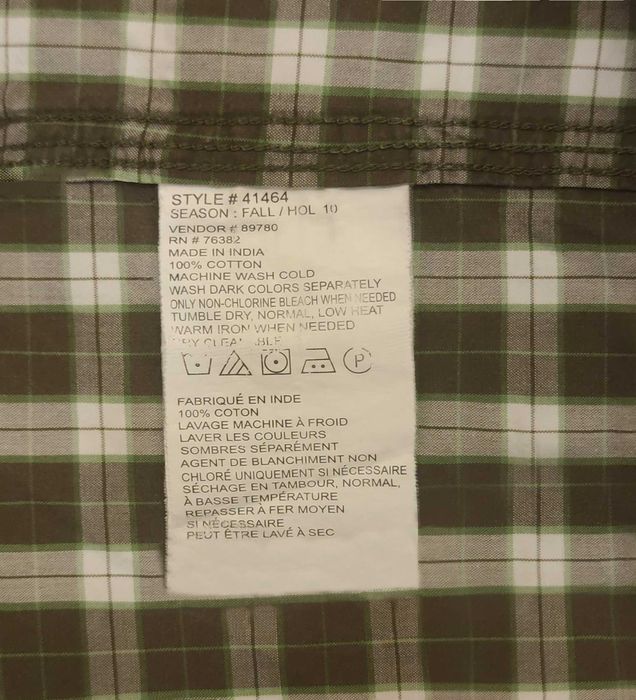 STYLE # 41464
SEASON : FALL / HOL 10
VENDOR # 89780
RN # 76382
MADE IN INDIA
100% COTTON
MACHINE WASH COLD
WASH DARK COLORS SEPARATELY
ONLY NON-CHLORINE BLEACH WHEN NEEDED
TUMBLE DRY, NORMAL, LOW HEAT
WARM IRON WHEN NEEDED
P
FABRIQUÉ EN INDE
100% COTON
LAVAGE MACHINE À FROID
LAVER LES COULEURS
SOMBRES SÉPARÉMENT
AGENT DE BLANCHIMENT NON
CHLORÉ UNIQUEMENT SI NÉCESSAIRE
SÉCHAGE EN TAMBOUR, NORMAL,
À BASSE TEMPÉRATURE
REPASSER À FER MOYEN
SI NÉCESSAIRE
PEUT ÊTRE LAVÉ À SEC